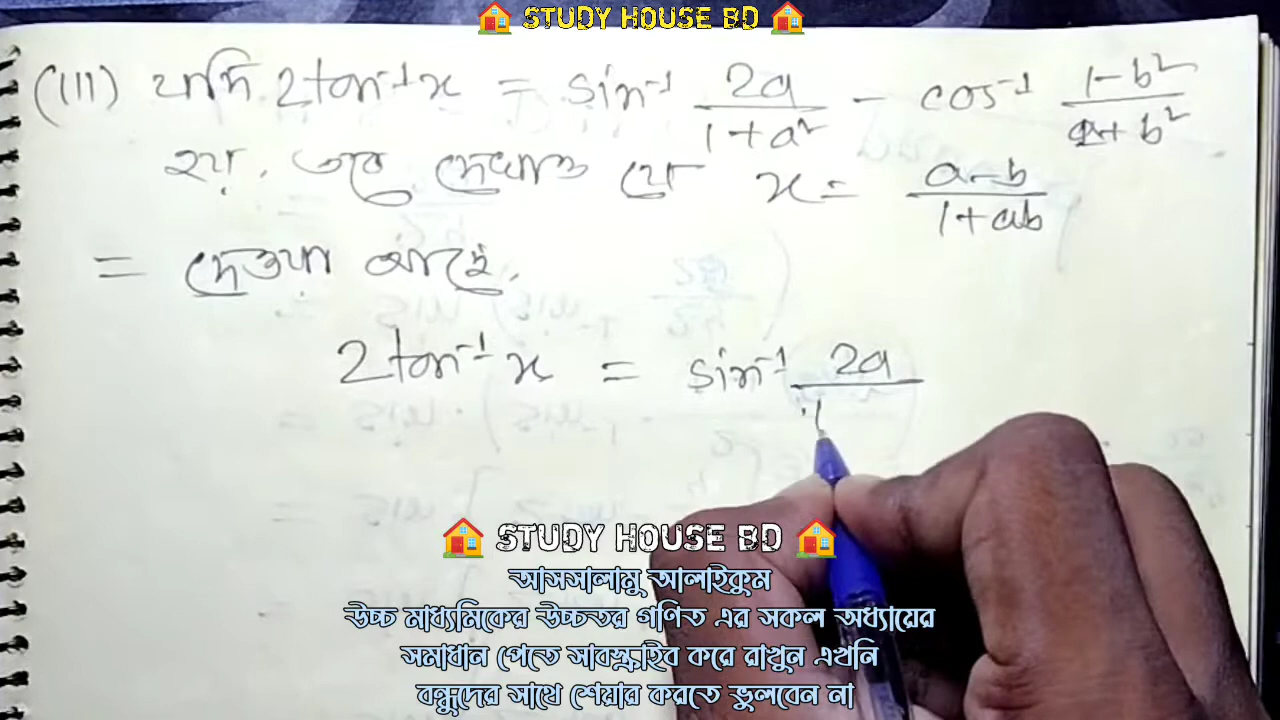 🏠 STUDY HOUSE BD 🏠
(III) যদি 2tan⁻¹x = sin⁻¹ 2a/(1+a²) - cos⁻¹ (1-b²)/(a+b²)
হয়, তবে দেখাও যে x = (a-b)/(1+ab)
= দেওয়া আছে,
2tan⁻¹x = sin⁻¹ 2a/1
🏠 STUDY HOUSE BD 🏠
আসসালামু আলাইকুম
উচ্চ মাধ্যমিকের উচ্চতর গণিত এর সকল অধ্যায়ের
সমাধান পেতে সাবস্ক্রাইব করে রাখুন এখনি
বন্ধুদের সাথে শেয়ার করতে ভুলবেন না